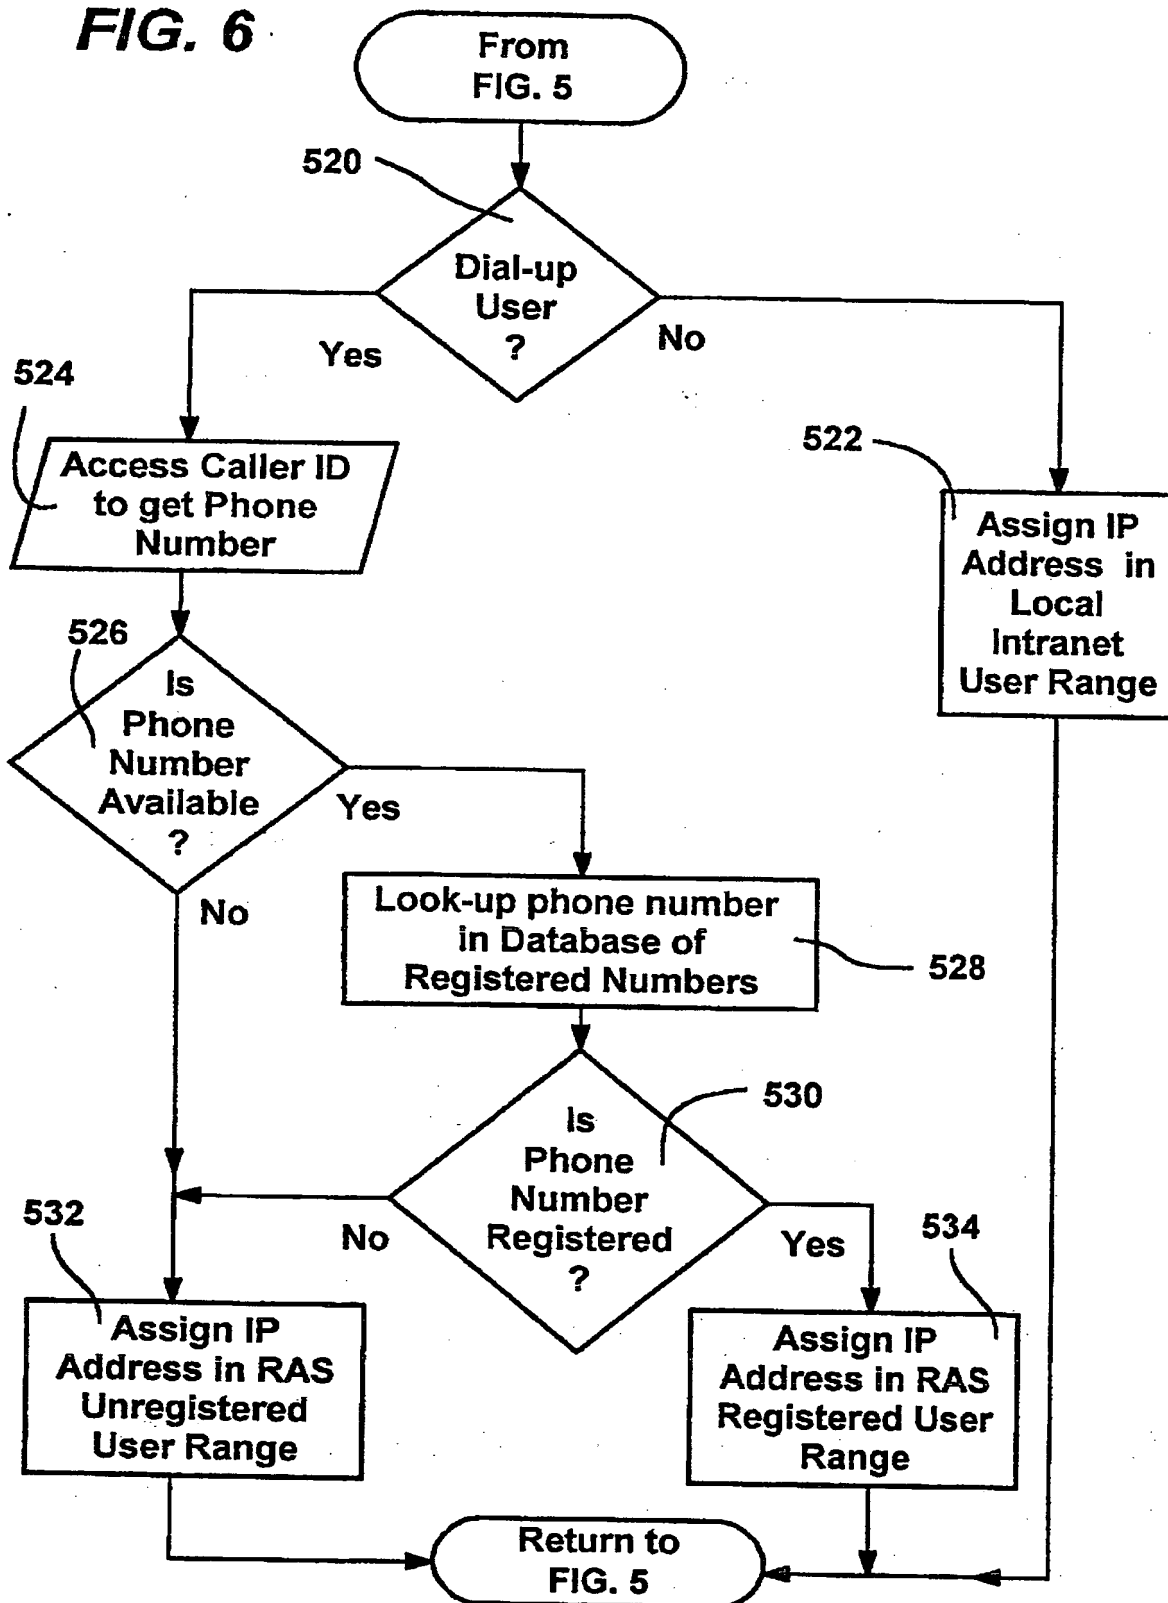 FIG. 6
From
FIG. 5
520
Dial-up
User
?
Yes
No
524
Access Caller ID
to get Phone
Number
522
Assign IP
Address in
Local
Intranet
User Range
526
Is
Phone
Number
Available
?
Yes
No
Look-up phone number
in Database of
Registered Numbers
528
530
Is
Phone
Number
Registered
?
No
Yes
532
Assign IP
Address in RAS
Unregistered
User Range
534
Assign IP
Address in RAS
Registered User
Range
Return to
FIG. 5